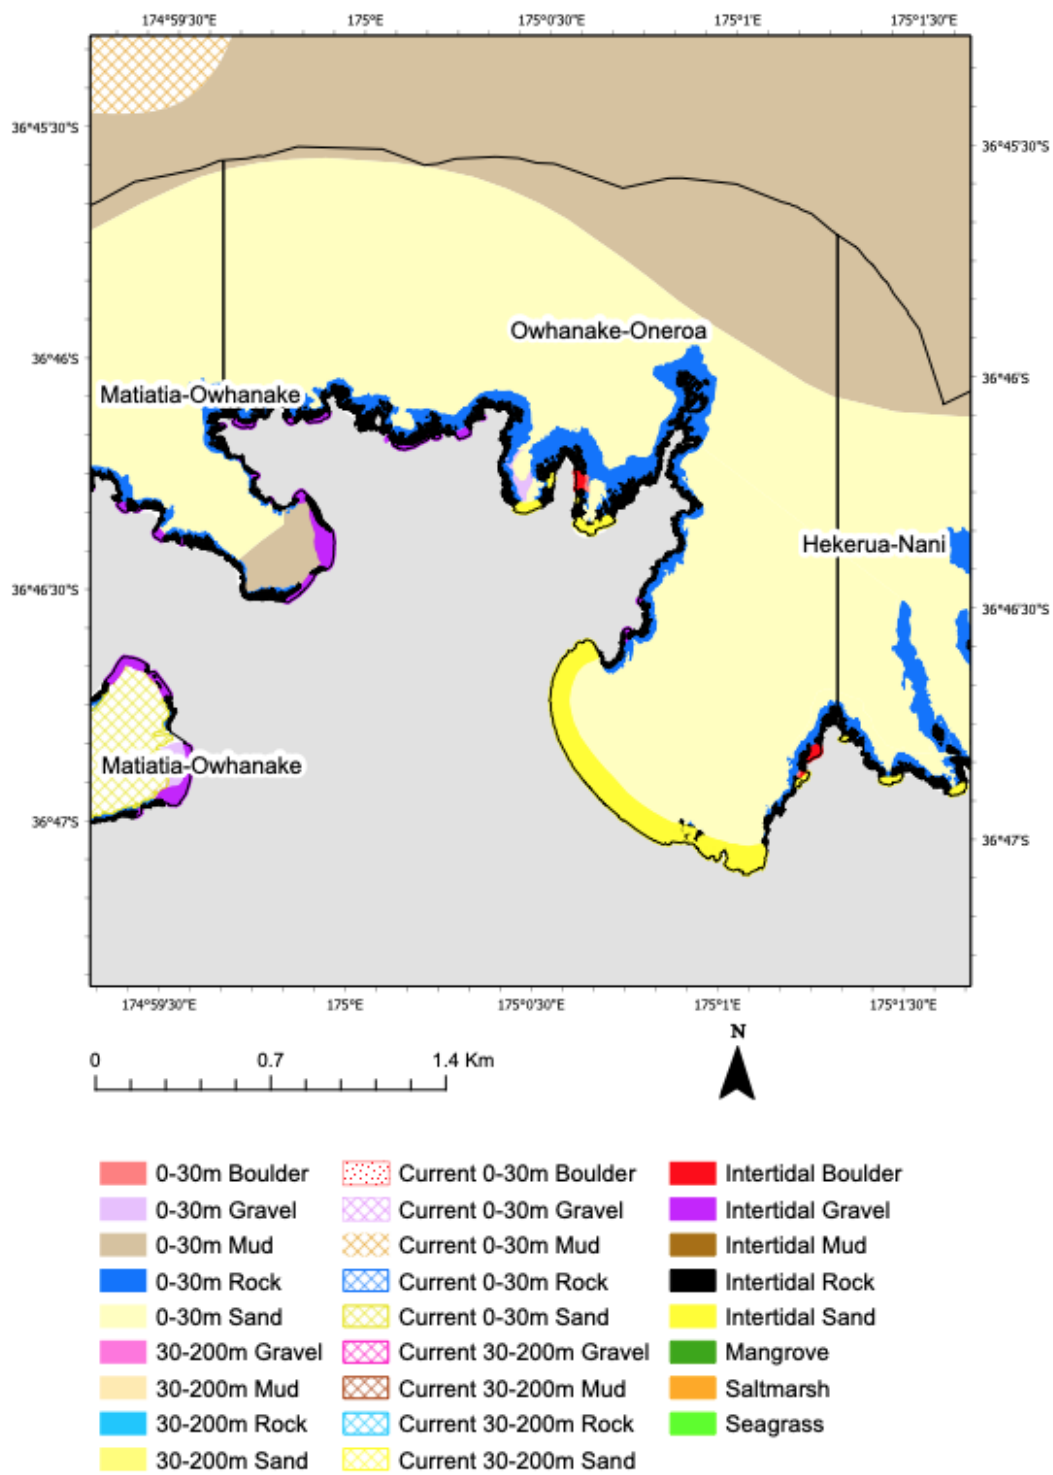 174°59'30"E 175°E 175°0'30"E 175°1'E 175°1'30"E
36°45'30"S
36°45'30"S
Owhanake-Oneroa
36°46'S
36°46'S
Matiatia-Owhanake
Hekerua-Nani
36°46'30"S
36°46'30"S
Matiatia-Owhanake
36°47'S
36°47'S
174°59'30"E 175°E 175°0'30"E 175°1'E 175°1'30"E
N
0 0.7 1.4 Km
0-30m Boulder
0-30m Gravel
0-30m Mud
0-30m Rock
0-30m Sand
30-200m Gravel
30-200m Mud
30-200m Rock
30-200m Sand
Current 0-30m Boulder
Current 0-30m Gravel
Current 0-30m Mud
Current 0-30m Rock
Current 0-30m Sand
Current 30-200m Gravel
Current 30-200m Mud
Current 30-200m Rock
Current 30-200m Sand
Intertidal Boulder
Intertidal Gravel
Intertidal Mud
Intertidal Rock
Intertidal Sand
Mangrove
Saltmarsh
Seagrass